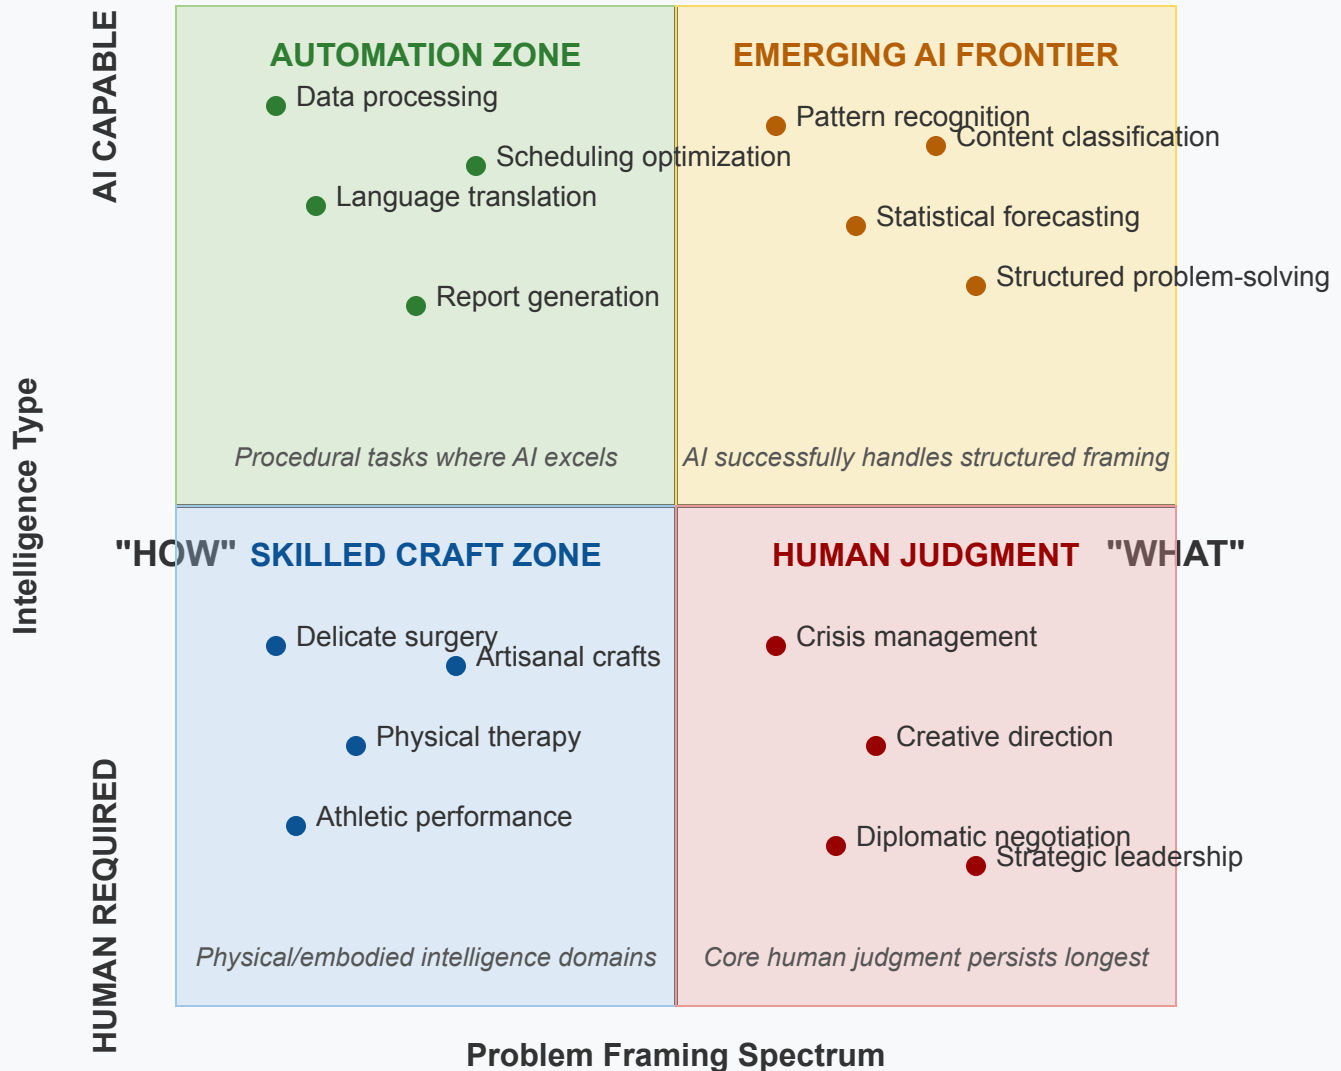 AI CAPABLE
AUTOMATION ZONE
Data processing
Scheduling optimization
Language translation
Report generation
Procedural tasks where AI excels
EMERGING AI FRONTIER
Pattern recognition
Content classification
Statistical forecasting
Structured problem-solving
AI successfully handles structured framing
Intelligence Type
"HOW"
SKILLED CRAFT ZONE
Delicate surgery
Artisanal crafts
Physical therapy
Athletic performance
Physical/embodied intelligence domains
HUMAN JUDGMENT
"WHAT"
Crisis management
Creative direction
Diplomatic negotiation
Strategic leadership
Core human judgment persists longest
HUMAN REQUIRED
Problem Framing Spectrum